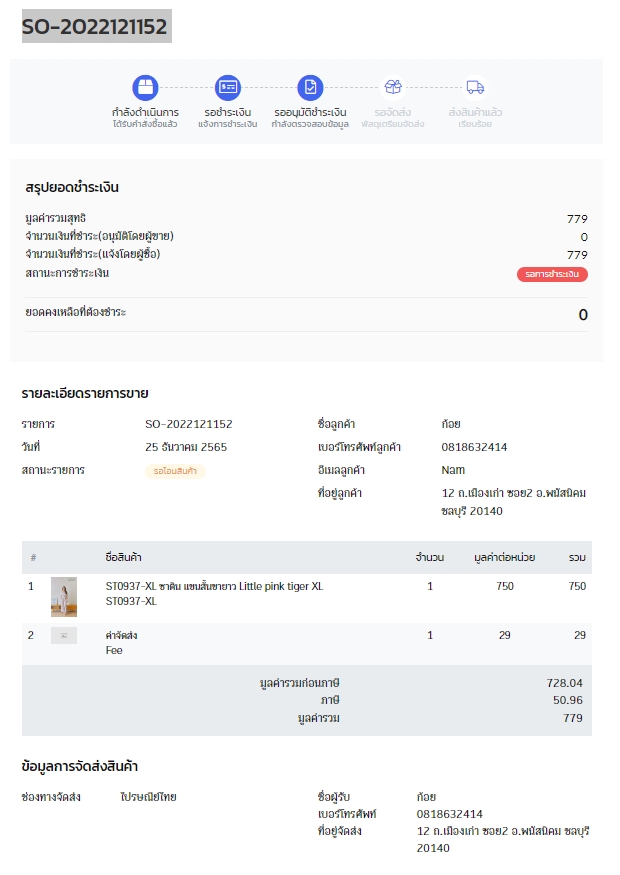 SO-2022121152
กำลังดำเนินการ รอชำระเงิน รออนุมัติชำระเงิน รอจัดส่ง ส่งสินค้าแล้ว
ได้รับคำสั่งซื้อแล้ว แจ้งการชำระเงิน กำลังตรวจสอบข้อมูล พัสดุเตรียมจัดส่ง เรียบร้อย
สรุปยอดชำระเงิน
มูลค่ารวมสุทธิ 779
จำนวนเงินที่ชำระ(อนุมัติโดยผู้ขาย) 0
จำนวนเงินที่ชำระ(แจ้งโดยผู้ซื้อ) 779
สถานะการชำระเงิน รอการชำระเงิน
ยอดคงเหลือที่ต้องชำระ 0
รายละเอียดรายการขาย
รายการ SO-2022121152 ชื่อลูกค้า ก้อย
วันที่ 25 ธันวาคม 2565 เบอร์โทรศัพท์ลูกค้า 0818632414
สถานะรายการ รอโอนสินค้า อีเมลลูกค้า Nam
ที่อยู่ลูกค้า 12 ถ.เมืองเก่า ซอย2 อ.พนัสนิคม
ชลบุรี 20140
# ชื่อสินค้า จำนวน มูลค่าต่อหน่วย รวม
1 ST0937-XL ซาติน แขนสั้นขายาว Little pink tiger XL 1 750 750
ST0937-XL
2 ค่าจัดส่ง 1 29 29
Fee
มูลค่ารวมก่อนภาษี 728.04
ภาษี 50.96
มูลค่ารวม 779
ข้อมูลการจัดส่งสินค้า
ช่องทางจัดส่ง ไปรษณีย์ไทย ชื่อผู้รับ ก้อย
เบอร์โทรศัพท์ 0818632414
ที่อยู่จัดส่ง 12 ถ.เมืองเก่า ซอย2 อ.พนัสนิคม ชลบุรี
20140